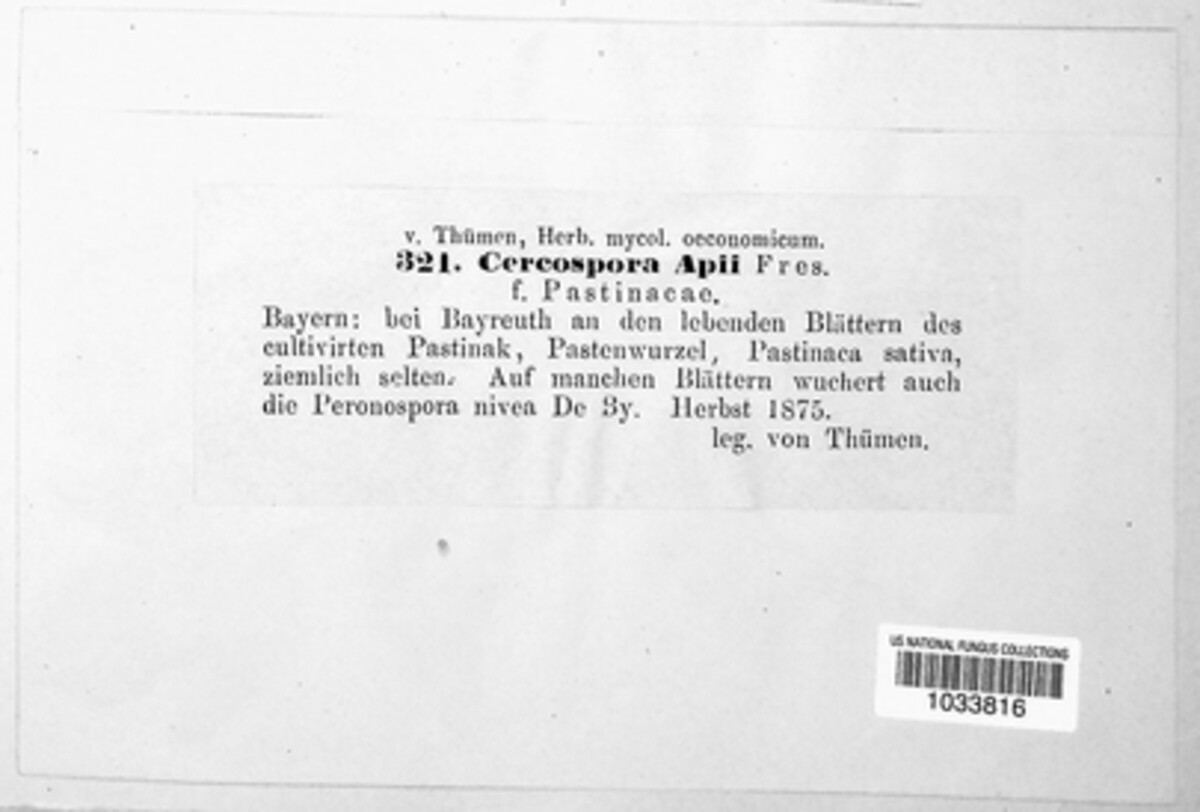 v. Thümen, Herb. mycol. oeconomicum.
321. Cercospora Apii Fres.
f. Pastinacae.
Bayern: bei Bayreuth an den lebenden Blättern des
cultivirten Pastinak, Pastenwurzel, Pastinaca sativa,
ziemlich selten. Auf manchen Blättern wuchert auch
die Peronospora nivea De By. Herbst 1875.
leg. von Thümen.
US NATIONAL FUNGUS COLLECTIONS
1033816